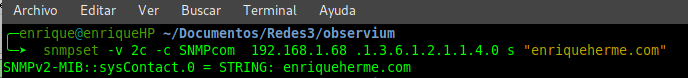 Archivo Editar Ver Buscar Terminal Ayuda
enrique@enriqueHP ~/Documentos/Redes3/observium
snmpset -v 2c -c SNMPcom 192.168.1.68 .1.3.6.1.2.1.1.4.0 s "enriqueherme.com"
SNMPv2-MIB::sysContact.0 = STRING: enriqueherme.com